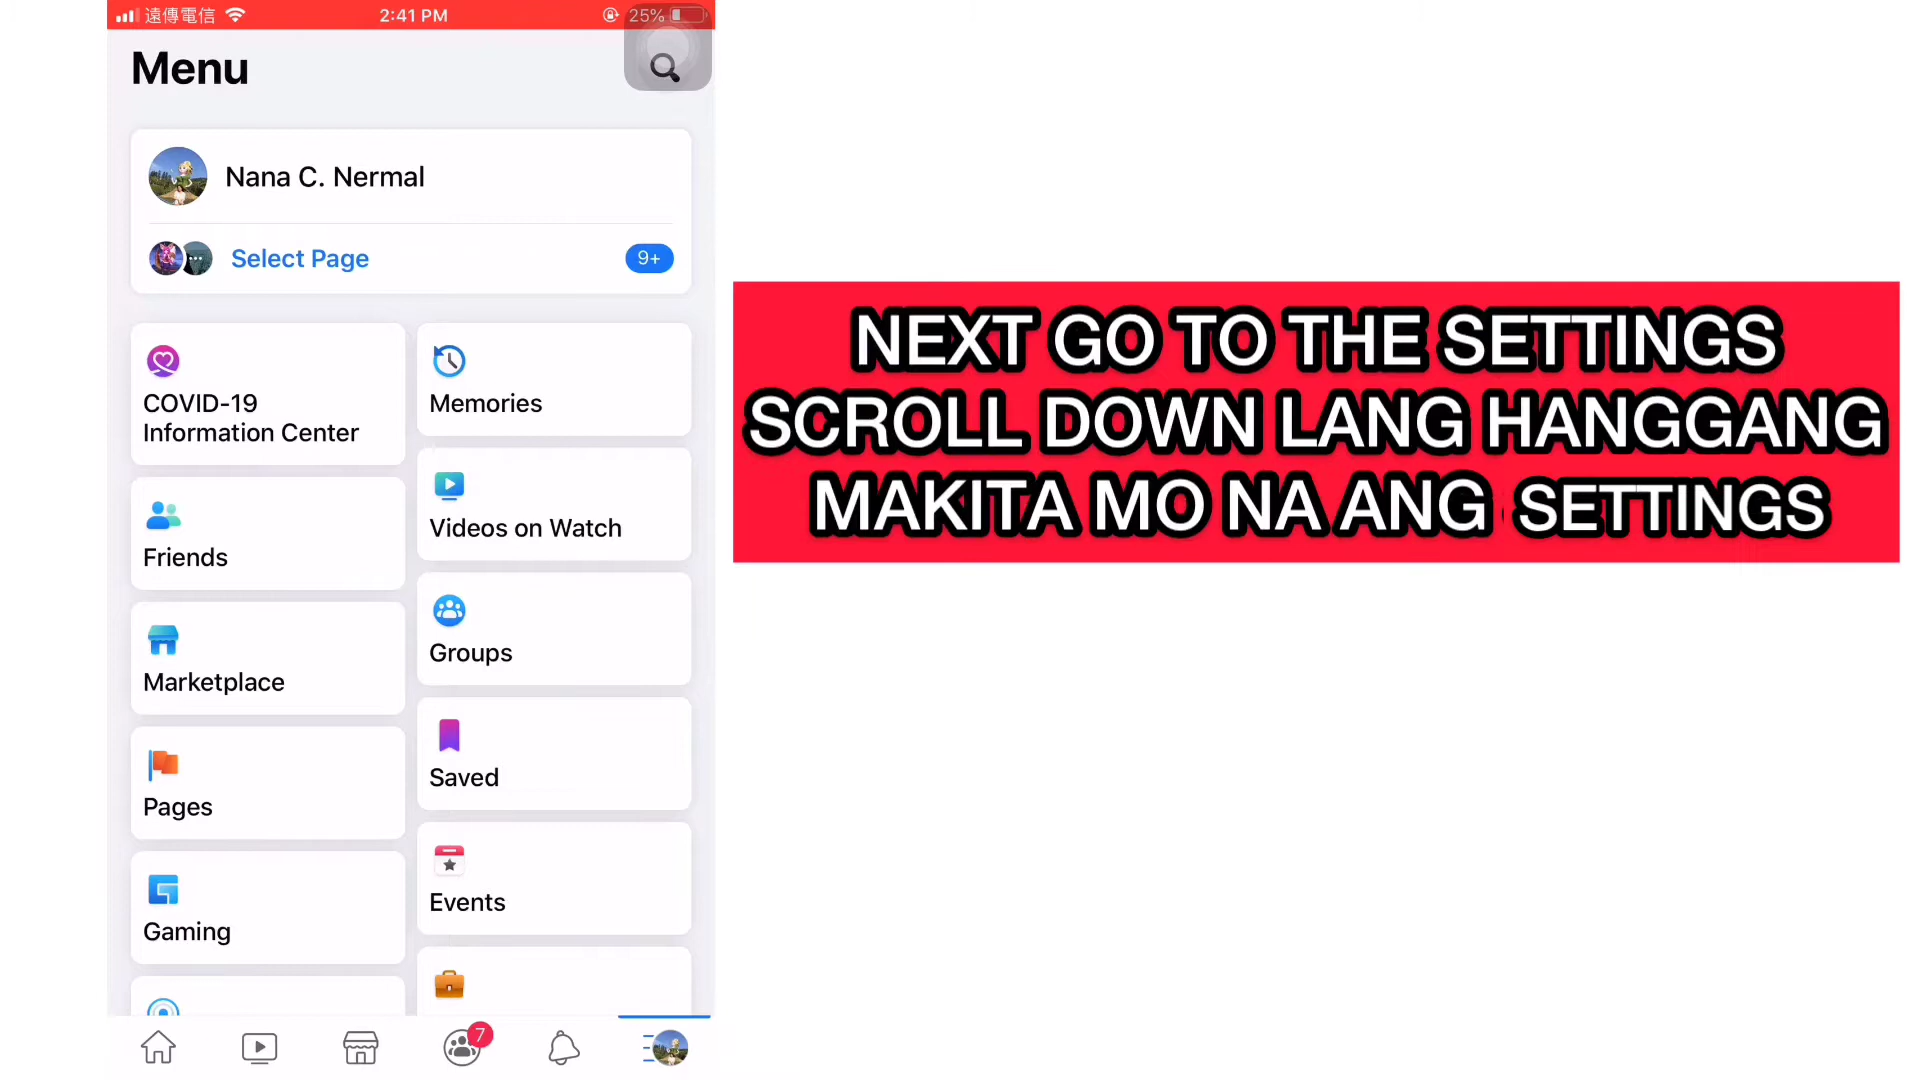 遠傳電信
2:41 PM
25%
Menu
Nana C. Nermal
Select Page
9+
COVID-19
Information Center
Memories
Friends
Videos on Watch
Marketplace
Groups
Pages
Saved
Gaming
Events
7
NEXT GO TO THE SETTINGS
SCROLL DOWN LANG HANGGANG
MAKITA MO NA ANG SETTINGS